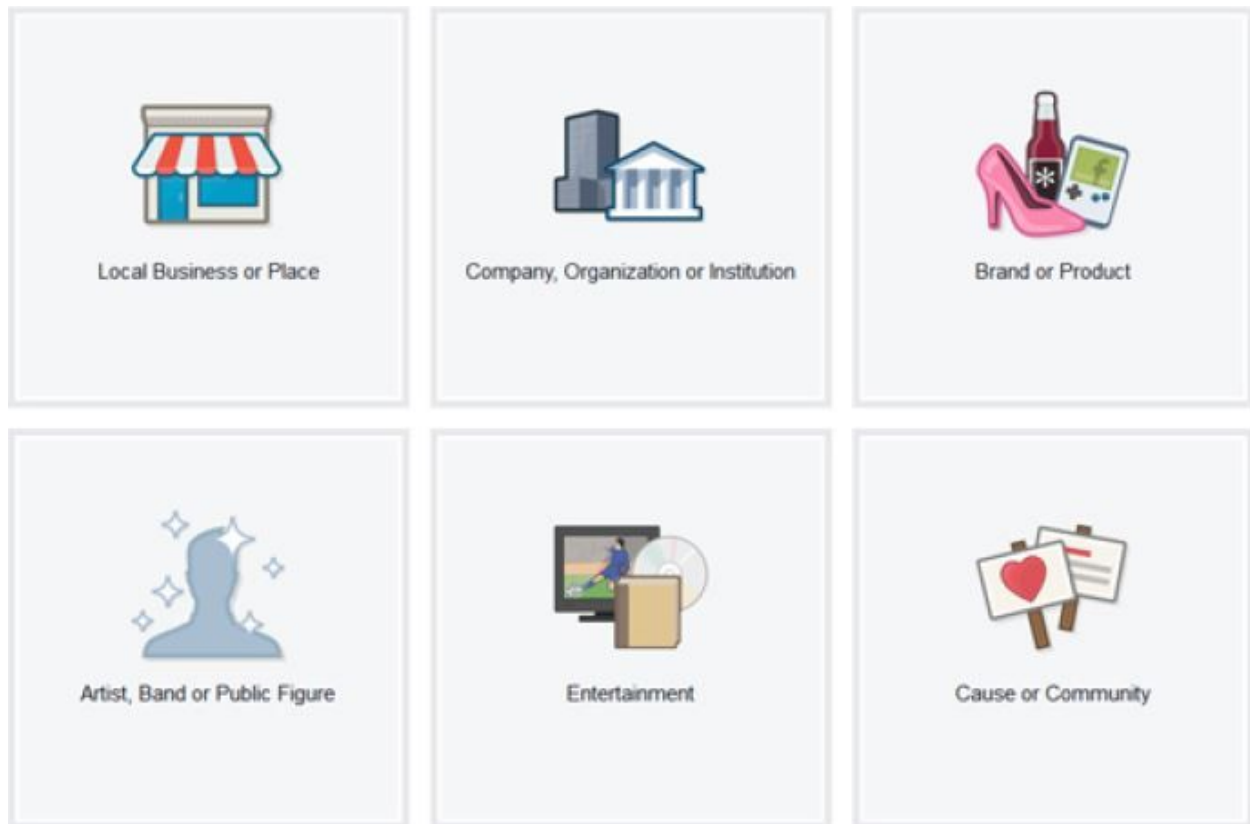 Local Business or Place
Company, Organization or Institution
Brand or Product
Artist, Band or Public Figure
Entertainment
Cause or Community